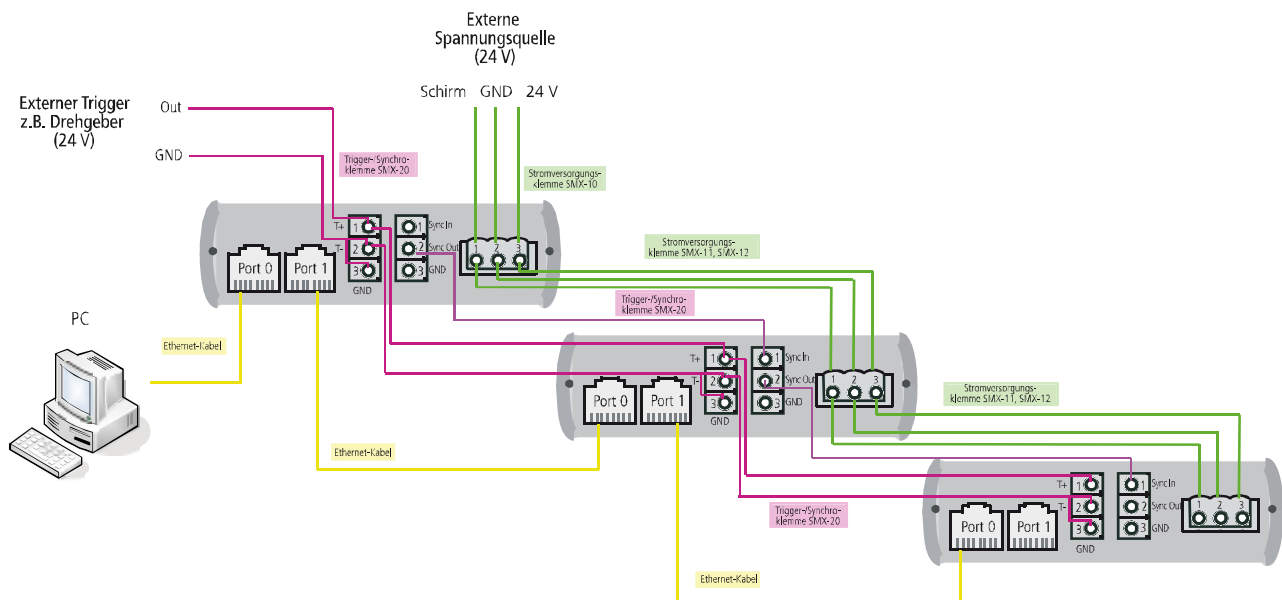 Externe
Spannungsquelle
(24 V)
Schirm GND 24 V
Externer Trigger
z.B. Drehgeber
(24 V)
Out
GND
Trigger-/Synchro-
klemme SMX-20
Stromversorgungs-
klemme SMX-10
T+ 1
T- 2
3
GND
1 Sync In
2 Sync Out
3 GND
1 2 3
Port 0 Port 1
Stromversorgungs-
klemme SMX-11, SMX-12
Trigger-/Synchro-
klemme SMX-20
PC
Ethernet-Kabel
T+ 1
T- 2
3
GND
1 Sync In
2 Sync Out
3 GND
1 2 3
Port 0 Port 1
Stromversorgungs-
klemme SMX-11, SMX-12
Ethernet-Kabel
T+ 1
T- 2
3
GND
1 Sync In
2 Sync Out
3 GND
1 2 3
Port 0 Port 1
Trigger-/Synchro-
klemme SMX-20
Ethernet-Kabel